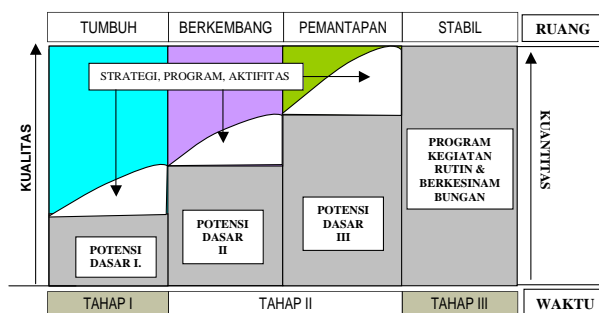 TUMBUH BERKEMBANG PEMANTAPAN STABIL RUANG
STRATEGI, PROGRAM, AKTIFITAS
KUALITAS
KUANTITAS
PROGRAM
KEGIATAN
RUTIN &
BERKESINAM
BUNGAN
POTENSI
DASAR I.
POTENSI
DASAR
II
POTENSI
DASAR
III
TAHAP I TAHAP II TAHAP III WAKTU